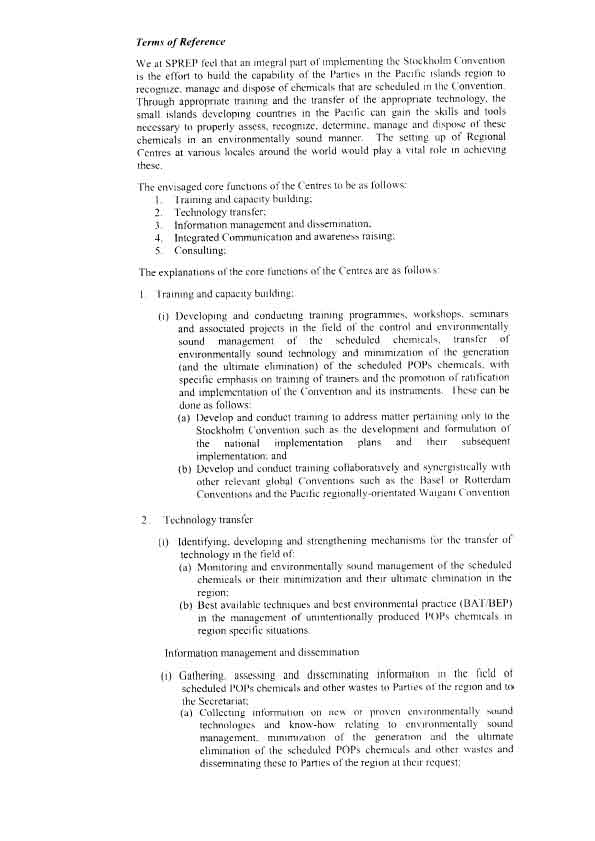 Terms of Reference
We at SPREP feel that an integral part of implementing the Stockholm Convention
is the effort to build the capability of the Parties in the Pacific islands region to
recognize, manage and dispose of chemicals that are scheduled in the Convention.
Through appropriate training and the transfer of the appropriate technology, the
small islands developing countries in the Pacific can gain the skills and tools
necessary to properly assess, recognize, determine, manage and dispose of these
chemicals in an environmentally sound manner. The setting up of Regional
Centres at various locales around the world would play a vital role in achieving
these.
The envisaged core functions of the Centres to be as follows:
1. Training and capacity building;
2. Technology transfer;
3. Information management and dissemination,
4. Integrated Communication and awareness raising;
5. Consulting;
The explanations of the core functions of the Centres are as follows:
1. Training and capacity building;
(i) Developing and conducting training programmes, workshops, seminars
and associated projects in the field of the control and environmentally
sound management of the scheduled chemicals, transfer of
environmentally sound technology and minimization of the generation
(and the ultimate elimination) of the scheduled POPs chemicals, with
specific emphasis on training of trainers and the promotion of ratification
and implementation of the Convention and its instruments. These can be
done as follows:
(a) Develop and conduct training to address matter pertaining only to the
Stockholm Convention such as the development and formulation of
the national implementation plans and their subsequent
implementation; and
(b) Develop and conduct training collaboratively and synergistically with
other relevant global Conventions such as the Basel or Rotterdam
Conventions and the Pacific regionally-orientated Waigani Convention
2. Technology transfer
(i) Identifying, developing and strengthening mechanisms for the transfer of
technology in the field of:
(a) Monitoring and environmentally sound management of the scheduled
chemicals or their minimization and their ultimate elimination in the
region;
(b) Best available techniques and best environmental practice (BAT/BEP)
in the management of unintentionally produced POPs chemicals in
region specific situations.
Information management and dissemination
(i) Gathering, assessing and disseminating information in the field of
scheduled POPs chemicals and other wastes to Parties of the region and to
the Secretariat;
(a) Collecting information on new or proven environmentally sound
technologies and know-how relating to environmentally sound
management, minimization of the generation and the ultimate
elimination of the scheduled POPs chemicals and other wastes and
disseminating these to Parties of the region at their request;